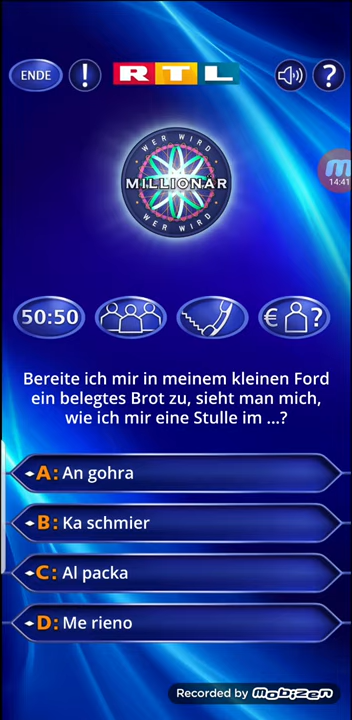 ENDE
!
RTL
?
WER WIRD
MILLIONÄR
WER WIRD
14:41
50:50
€ ?
Bereite ich mir in meinem kleinen Ford
ein belegtes Brot zu, sieht man mich,
wie ich mir eine Stulle im ...?
A: An gohra
B: Ka schmier
C: Al packa
D: Me rieno
Recorded by Mobizen